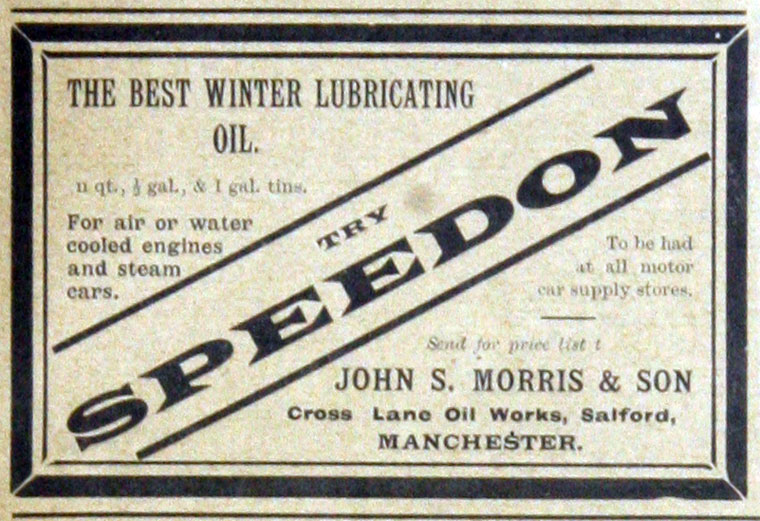 THE BEST WINTER LUBRICATING
OIL.
n qt., ½ gal., & 1 gal. tins.
For air or water
cooled engines
and steam
cars.
TRY
SPEEDON
To be had
at all motor
car supply stores.
Send for price list t
JOHN S. MORRIS & SON
Cross Lane Oil Works, Salford,
MANCHESTER.